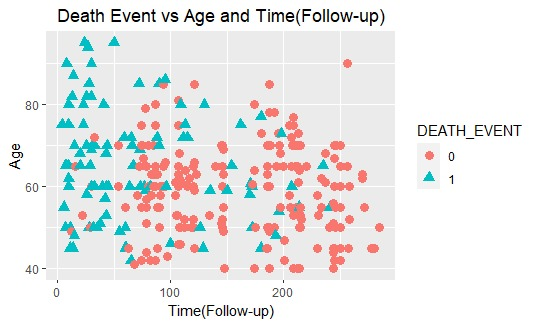 Death Event vs Age and Time(Follow-up)
80
60
40
Age
0 100 200
Time(Follow-up)
DEATH_EVENT
0
1